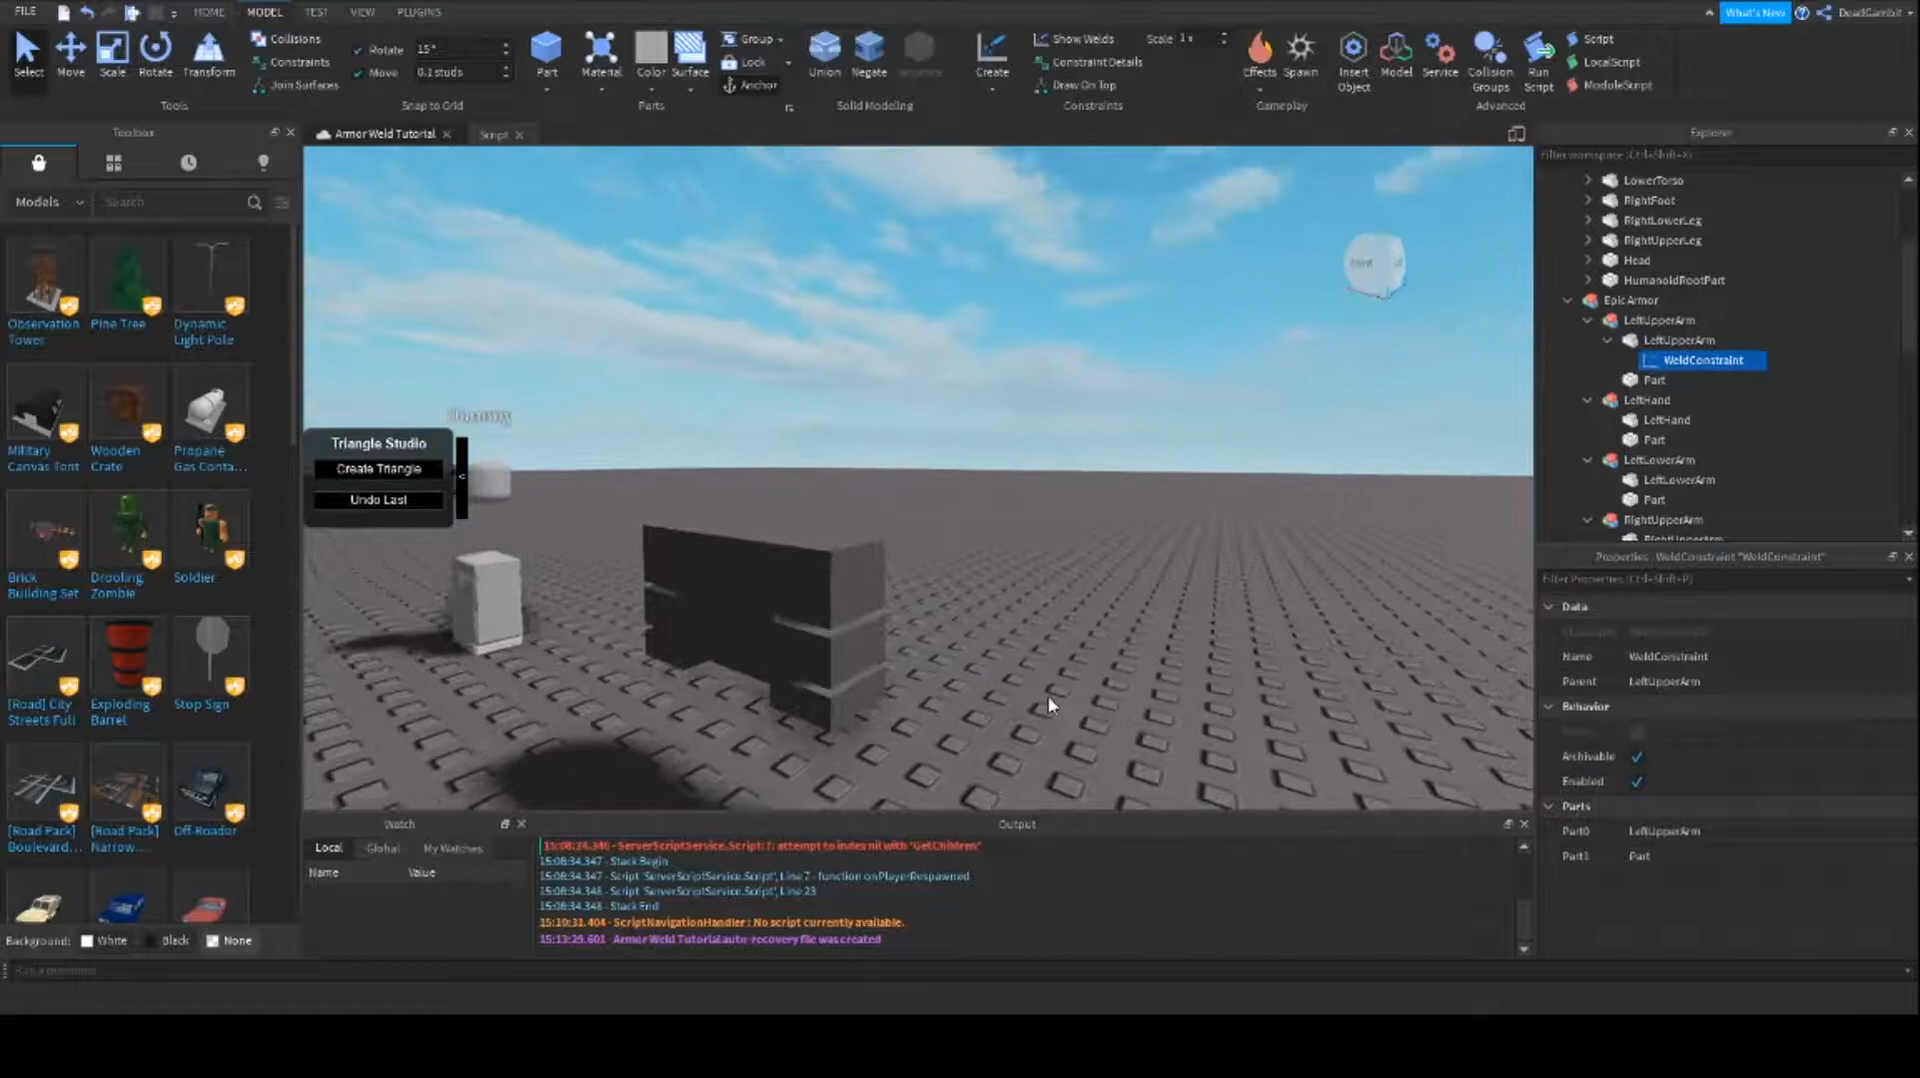 FILE HOME MODEL TEST VIEW PLUGINS What's New DeadGambit
Select Move Scale Rotate Transform
Tools
Collisions
Constraints
Join Surfaces
Rotate 15°
Move 0.1 studs
Snap to Grid
Part Material Color Surface
Group
Lock
Anchor
Parts
Union Negate
Solid Modeling
Create
Show Welds Scale 1x
Constraint Details
Draw On Top
Constraints
Effects Spawn
Gameplay
Insert Object Model Service Collision Groups Run Script
Script
LocalScript
ModuleScript
Advanced
Toolbox
Models Search
Observation Tower
Pine Tree
Dynamic Light Pole
Military Canvas Tent
Wooden Crate
Propane Gas Conta...
Brick Building Set
Drooling Zombie
Soldier
[Road] City Streets Full
Exploding Barrel
Stop Sign
[Road Pack] Boulevard...
[Road Pack] Narrow...
Off-Roader
Background: White Black None
Armor Weld Tutorial Script
Dummy
Front
Triangle Studio
Create Triangle
Undo Last
<
Watch
Local Global My Watches
Name Value
Output
15:08:34.346 - ServerScriptService.Script:7: attempt to index nil with 'GetChildren'
15:08:34.347 - Stack Begin
15:08:34.347 - Script 'ServerScriptService.Script', Line 7 - function onPlayerRespawned
15:08:34.348 - Script 'ServerScriptService.Script', Line 23
15:08:34.348 - Stack End
15:10:31.404 - ScriptNavigationHandler : No script currently available.
15:13:29.601 - Armor Weld Tutorial auto-recovery file was created
Run a command
Explorer
Filter workspace (Ctrl+Shift+X)
LowerTorso
RightFoot
RightLowerLeg
RightUpperLeg
Head
HumanoidRootPart
EpicArmor
LeftUpperArm
LeftUpperArm
WeldConstraint
Part
LeftHand
LeftHand
Part
LeftLowerArm
LeftLowerArm
Part
RightUpperArm
RightUpperArm
Properties - WeldConstraint "WeldConstraint"
Filter Properties (Ctrl+Shift+P)
Data
Name WeldConstraint
Parent LeftUpperArm
Behavior
Archivable
Enabled
Parts
Part0 LeftUpperArm
Part1 Part